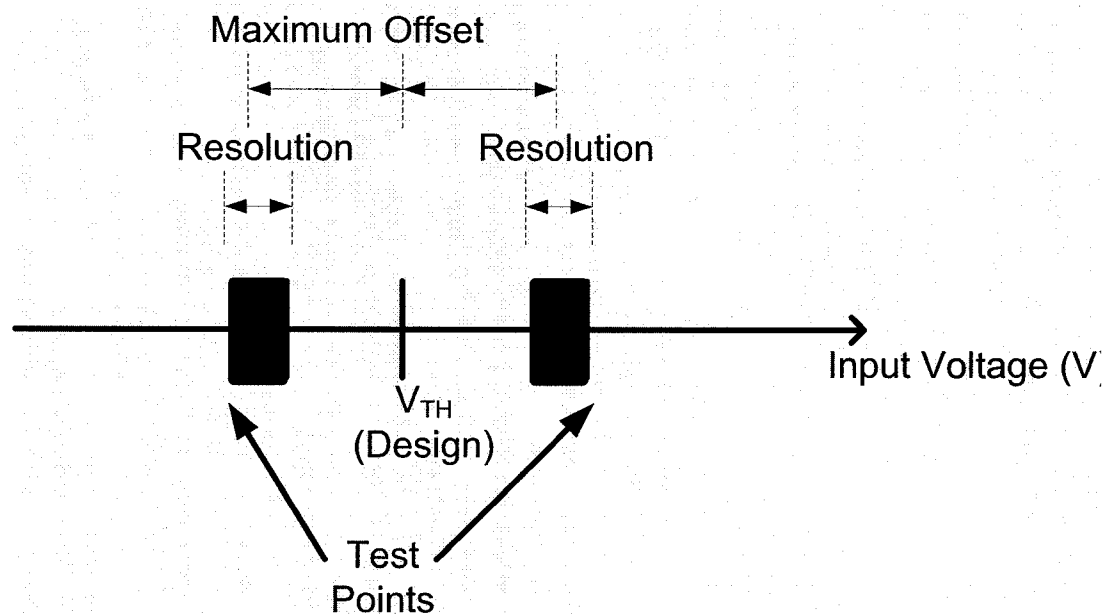 Maximum Offset
Resolution
Resolution
V_TH
(Design)
Input Voltage (V)
Test
Points